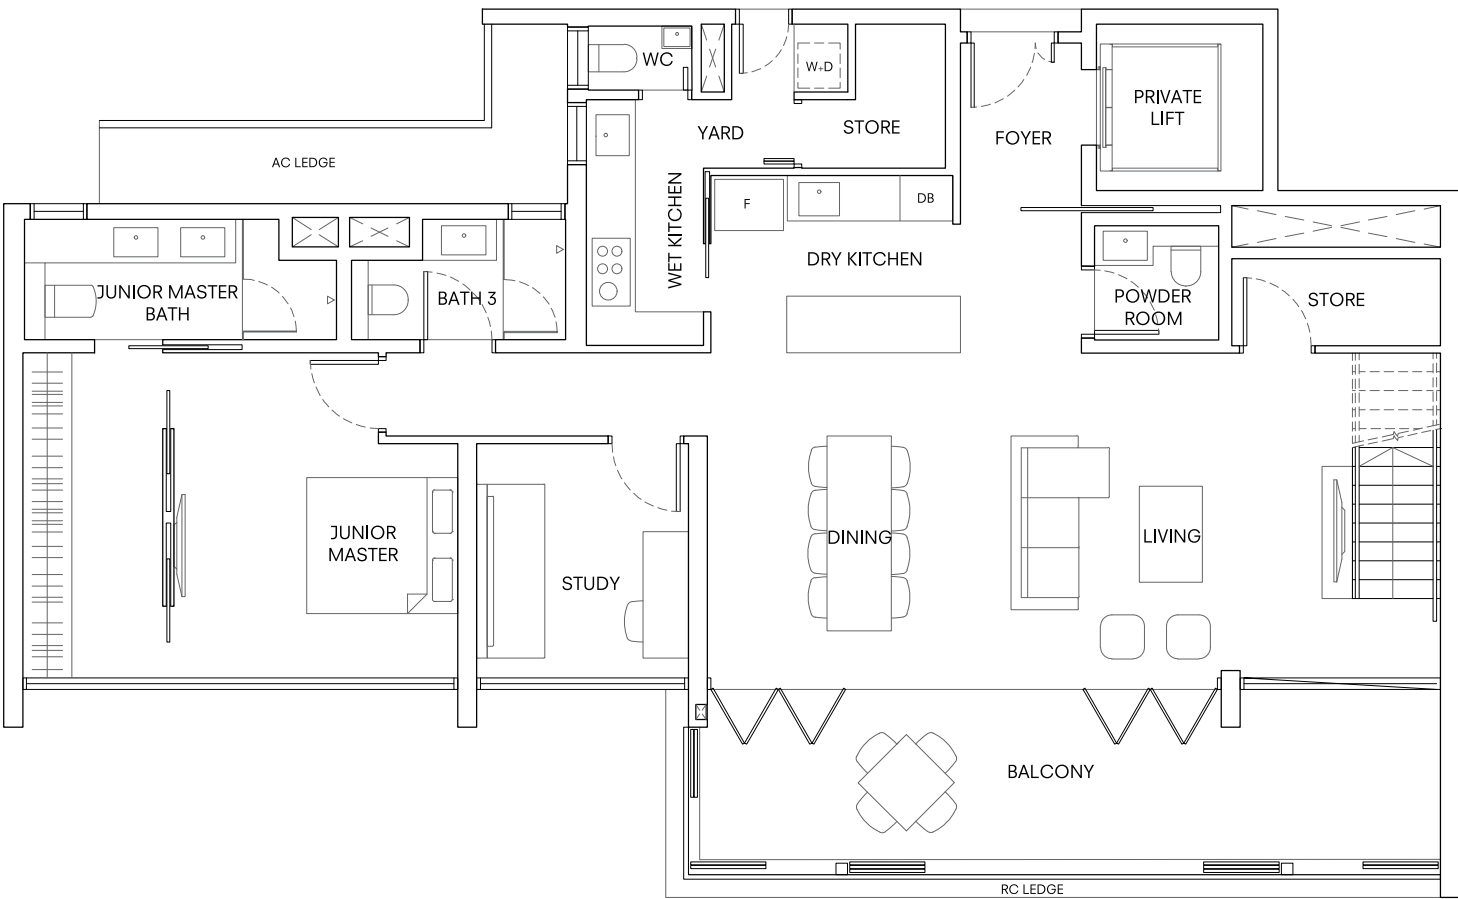 WC
W+D
PRIVATE
LIFT
YARD
STORE
FOYER
AC LEDGE
WET KITCHEN
F
DB
DRY KITCHEN
JUNIOR MASTER
BATH
BATH 3
POWDER
ROOM
STORE
JUNIOR
MASTER
STUDY
DINING
LIVING
BALCONY
RC LEDGE